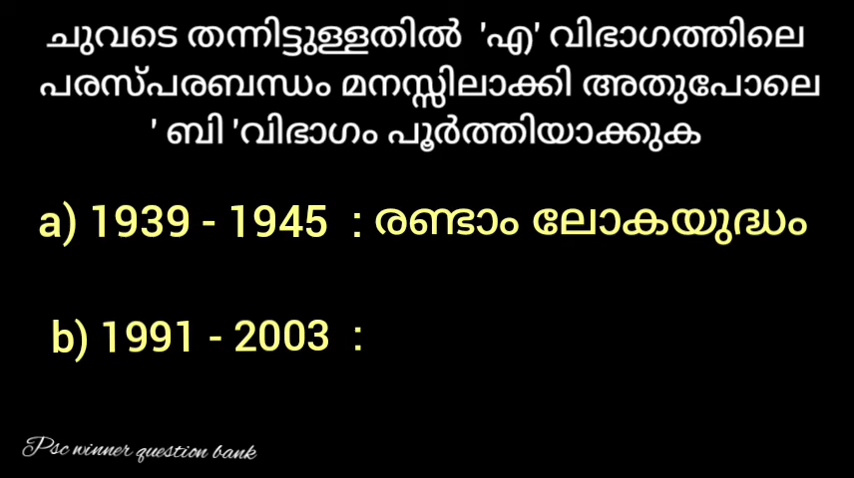 ചുവടെ തന്നിട്ടുള്ളതിൽ 'എ' വിഭാഗത്തിലെ
പരസ്പരബന്ധം മനസ്സിലാക്കി അതുപോലെ
' ബി 'വിഭാഗം പൂർത്തിയാക്കുക
a) 1939 - 1945 : രണ്ടാം ലോകയുദ്ധം
b) 1991 - 2003 :
Psc winner question bank